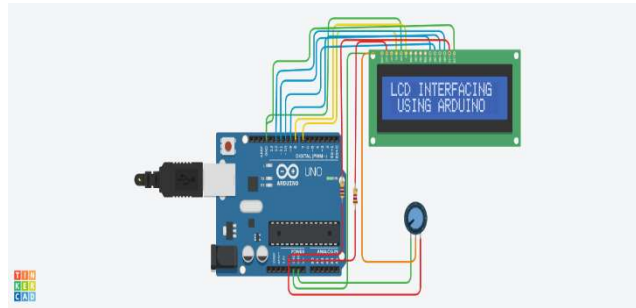 LCD INTERFACING
USING ARDUINO
DIGITAL (PWM~)
UNO
ARDUINO
POWER
ANALOG IN
TIN
KER
CAD